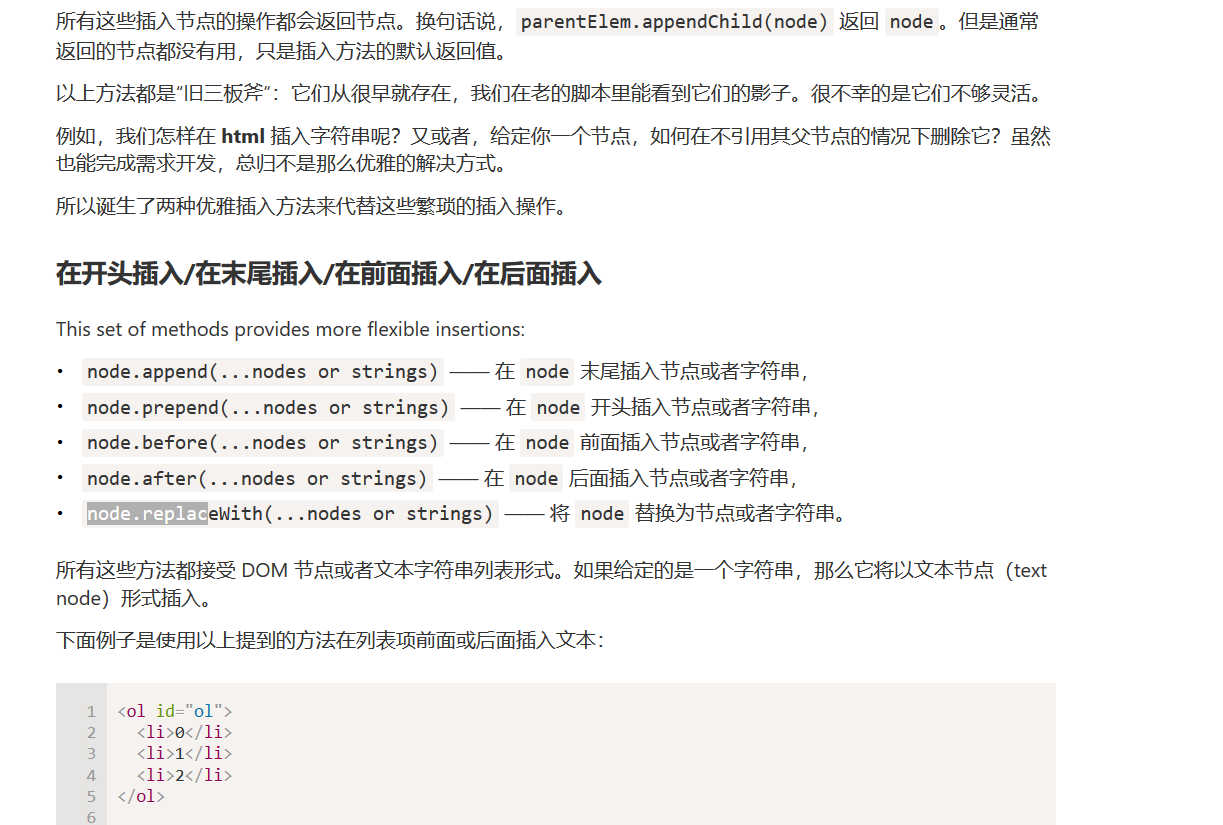 所有这些插入节点的操作都会返回节点。换句话说，parentElem.appendChild(node) 返回 node。但是通常
返回的节点都没有用，只是插入方法的默认返回值。
以上方法都是“旧三板斧”：它们从很早就存在，我们在老的脚本里能看到它们的影子。很不幸的是它们不够灵活。
例如，我们怎样在 html 插入字符串呢？又或者，给定你一个节点，如何在不引用其父节点的情况下删除它？虽然
也能完成需求开发，总归不是那么优雅的解决方式。
所以诞生了两种优雅插入方法来代替这些繁琐的插入操作。
在开头插入/在末尾插入/在前面插入/在后面插入
This set of methods provides more flexible insertions:
• node.append(...nodes or strings) —— 在 node 末尾插入节点或者字符串，
• node.prepend(...nodes or strings) —— 在 node 开头插入节点或者字符串，
• node.before(...nodes or strings) —— 在 node 前面插入节点或者字符串，
• node.after(...nodes or strings) —— 在 node 后面插入节点或者字符串，
• node.replaceWith(...nodes or strings) —— 将 node 替换为节点或者字符串。
所有这些方法都接受 DOM 节点或者文本字符串列表形式。如果给定的是一个字符串，那么它将以文本节点（text
node）形式插入。
下面例子是使用以上提到的方法在列表项前面或后面插入文本：
1 <ol id="ol">
2 <li>0</li>
3 <li>1</li>
4 <li>2</li>
5 </ol>
6